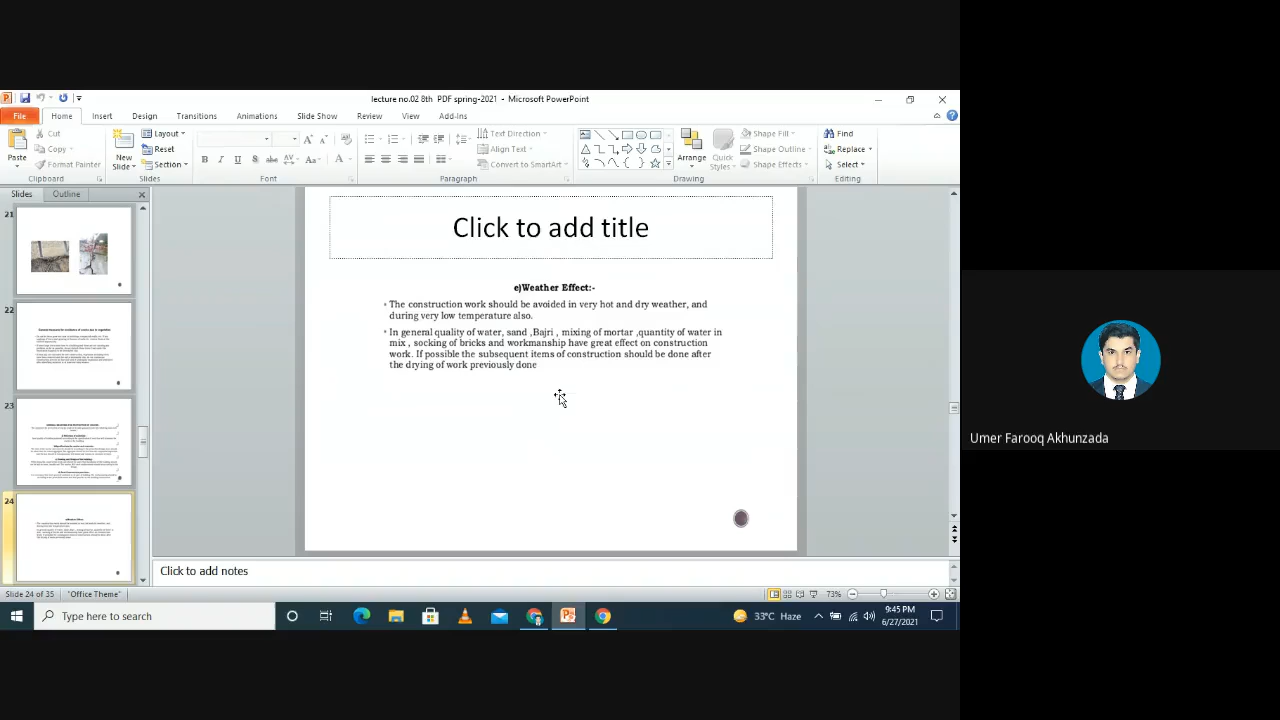 lecture no.02 8th PDF spring-2021 - Microsoft PowerPoint
File Home Insert Design Transitions Animations Slide Show Review View Add-Ins
Paste
Cut
Copy
Format Painter
Clipboard
New
Slide
Layout
Reset
Section
Slides
B I U S abc AV Aa A
Font
Text Direction
Align Text
Convert to SmartArt
Paragraph
Arrange
Quick
Styles
Shape Fill
Shape Outline
Shape Effects
Drawing
Find
Replace
Select
Editing
Slides Outline
21
22
23
24
Click to add title
e)Weather Effect:-
The construction work should be avoided in very hot and dry weather, and
during very low temperature also.
In general quality of water, sand ,Bajri , mixing of mortar ,quantity of water in
mix , socking of bricks and workmanship have great effect on construction
work. If possible the subsequent items of construction should be done after
the drying of work previously done
Click to add notes
Slide 24 of 35 "Office Theme" 73%
Type here to search
33°C Haze
9:45 PM
6/27/2021
Umer Farooq Akhunzada